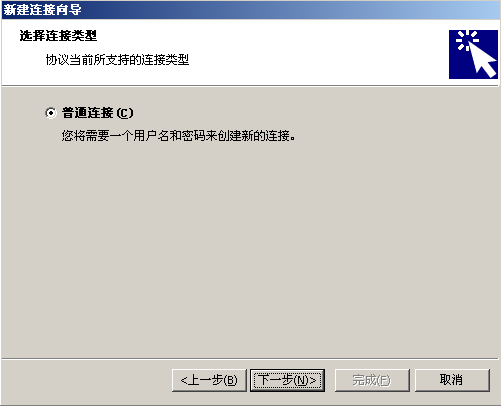 新建连接向导
选择连接类型
协议当前所支持的连接类型
普通连接(C)
您将需要一个用户名和密码来创建新的连接。
<上一步(B)
下一步(N)>
完成(F)
取消